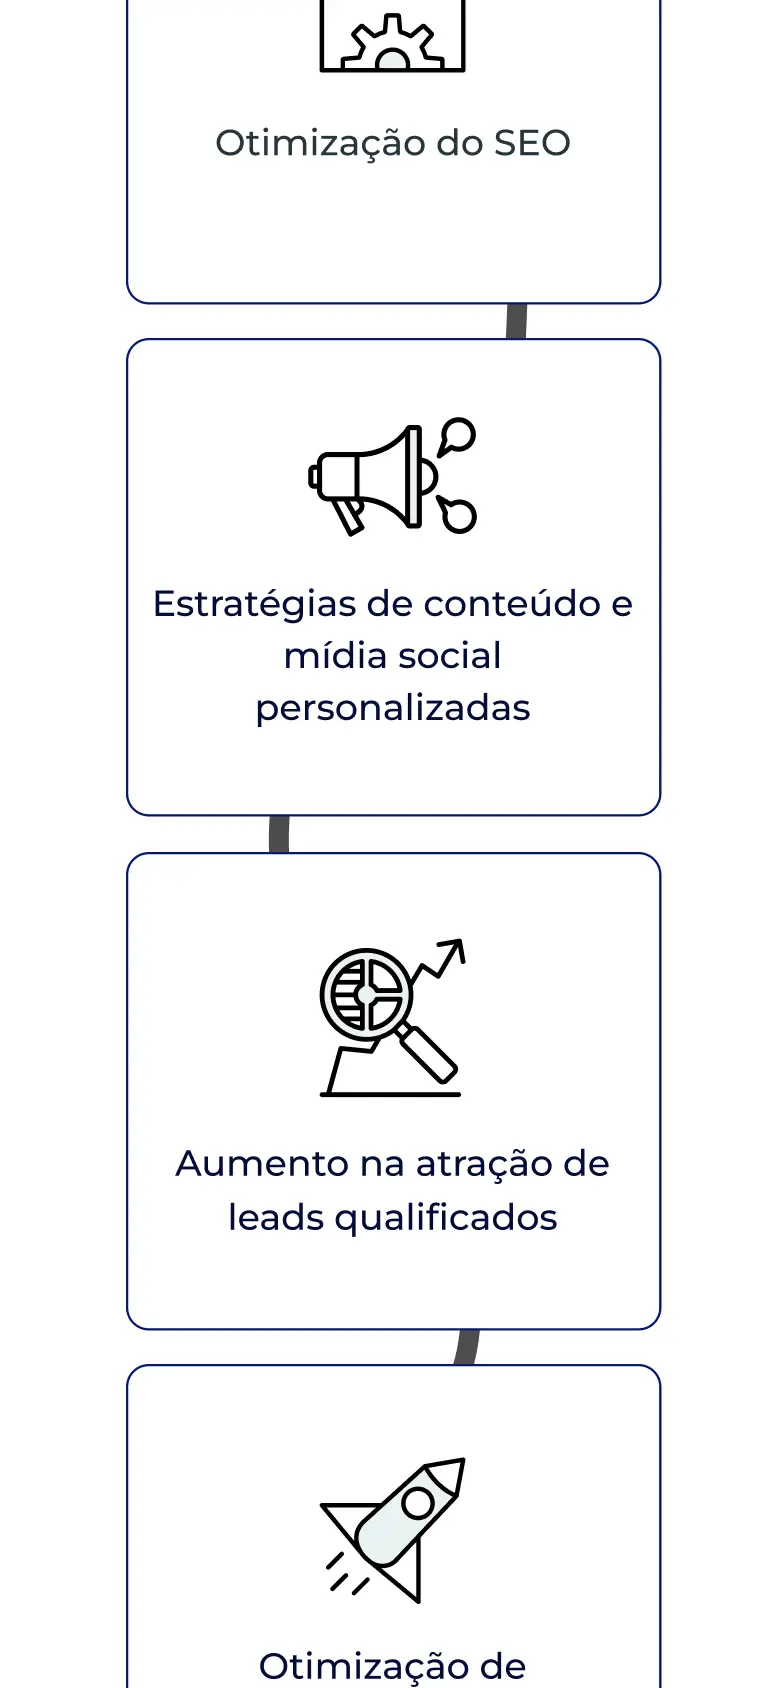 Otimização do SEO
Estratégias de conteúdo e
mídia social
personalizadas
Aumento na atração de
leads qualificados
Otimização de